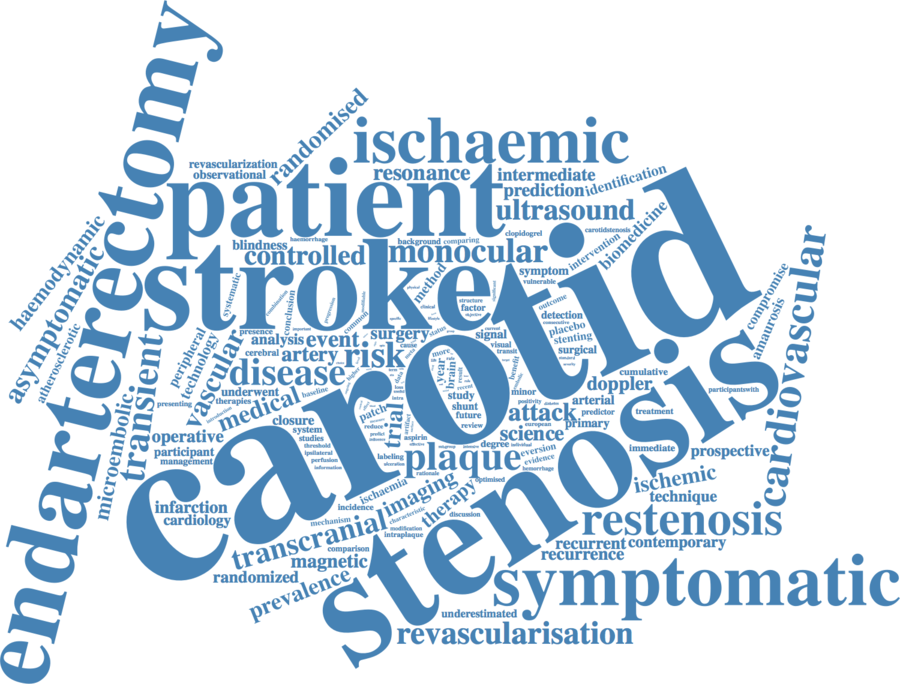 endarterectomy
carotid
stenosis
stroke
patient
ischaemic
symptomatic
restenosis
revascularisation
cardiovascular
asymptomatic
haemodynamic
atherosclerotic
microembolic
transient
randomised
revascularization
observational
resonance
intermediate
prediction
identification
ultrasound
carotidstenosis
biomedicine
intervention
clopidogrel
haemorrhage
blindness
controlled
background
comparing
monocular
method
symptom
vulnerable
systematic
conclusion
common
structure
factor
outcome
detection
placebo
stenting
surgical
peripheral
technology
vascular
presence
analysis
event
surgery
status
signal
cerebral
artery
risk
cause
visual
transit
disease
more
year
brain
benefit
compromise
amaurosis
underwent
therapies
medical
baseline
presenting
study
shunt
future
review
minor
doppler
cumulative
participantswith
arterial
predictor
treatment
operative
participant
management
closure
system
studies
threshold
ipsilateral
perfusion
information
patch
reduce
trial
aspirin
positivity
attack
european
primary
science
degree
eversion
evidence
hemorrhage
immediate
prospective
labeling
plaque
rationale
optimised
ischemic
technique
infarction
cardiology
ischaemia
incidence
imaging
therapy
discussion
mechanism
characteristic
modification
intraplaque
transcranial
comparison
magnetic
randomized
prevalence
recurrent
contemporary
recurrence
underestimated